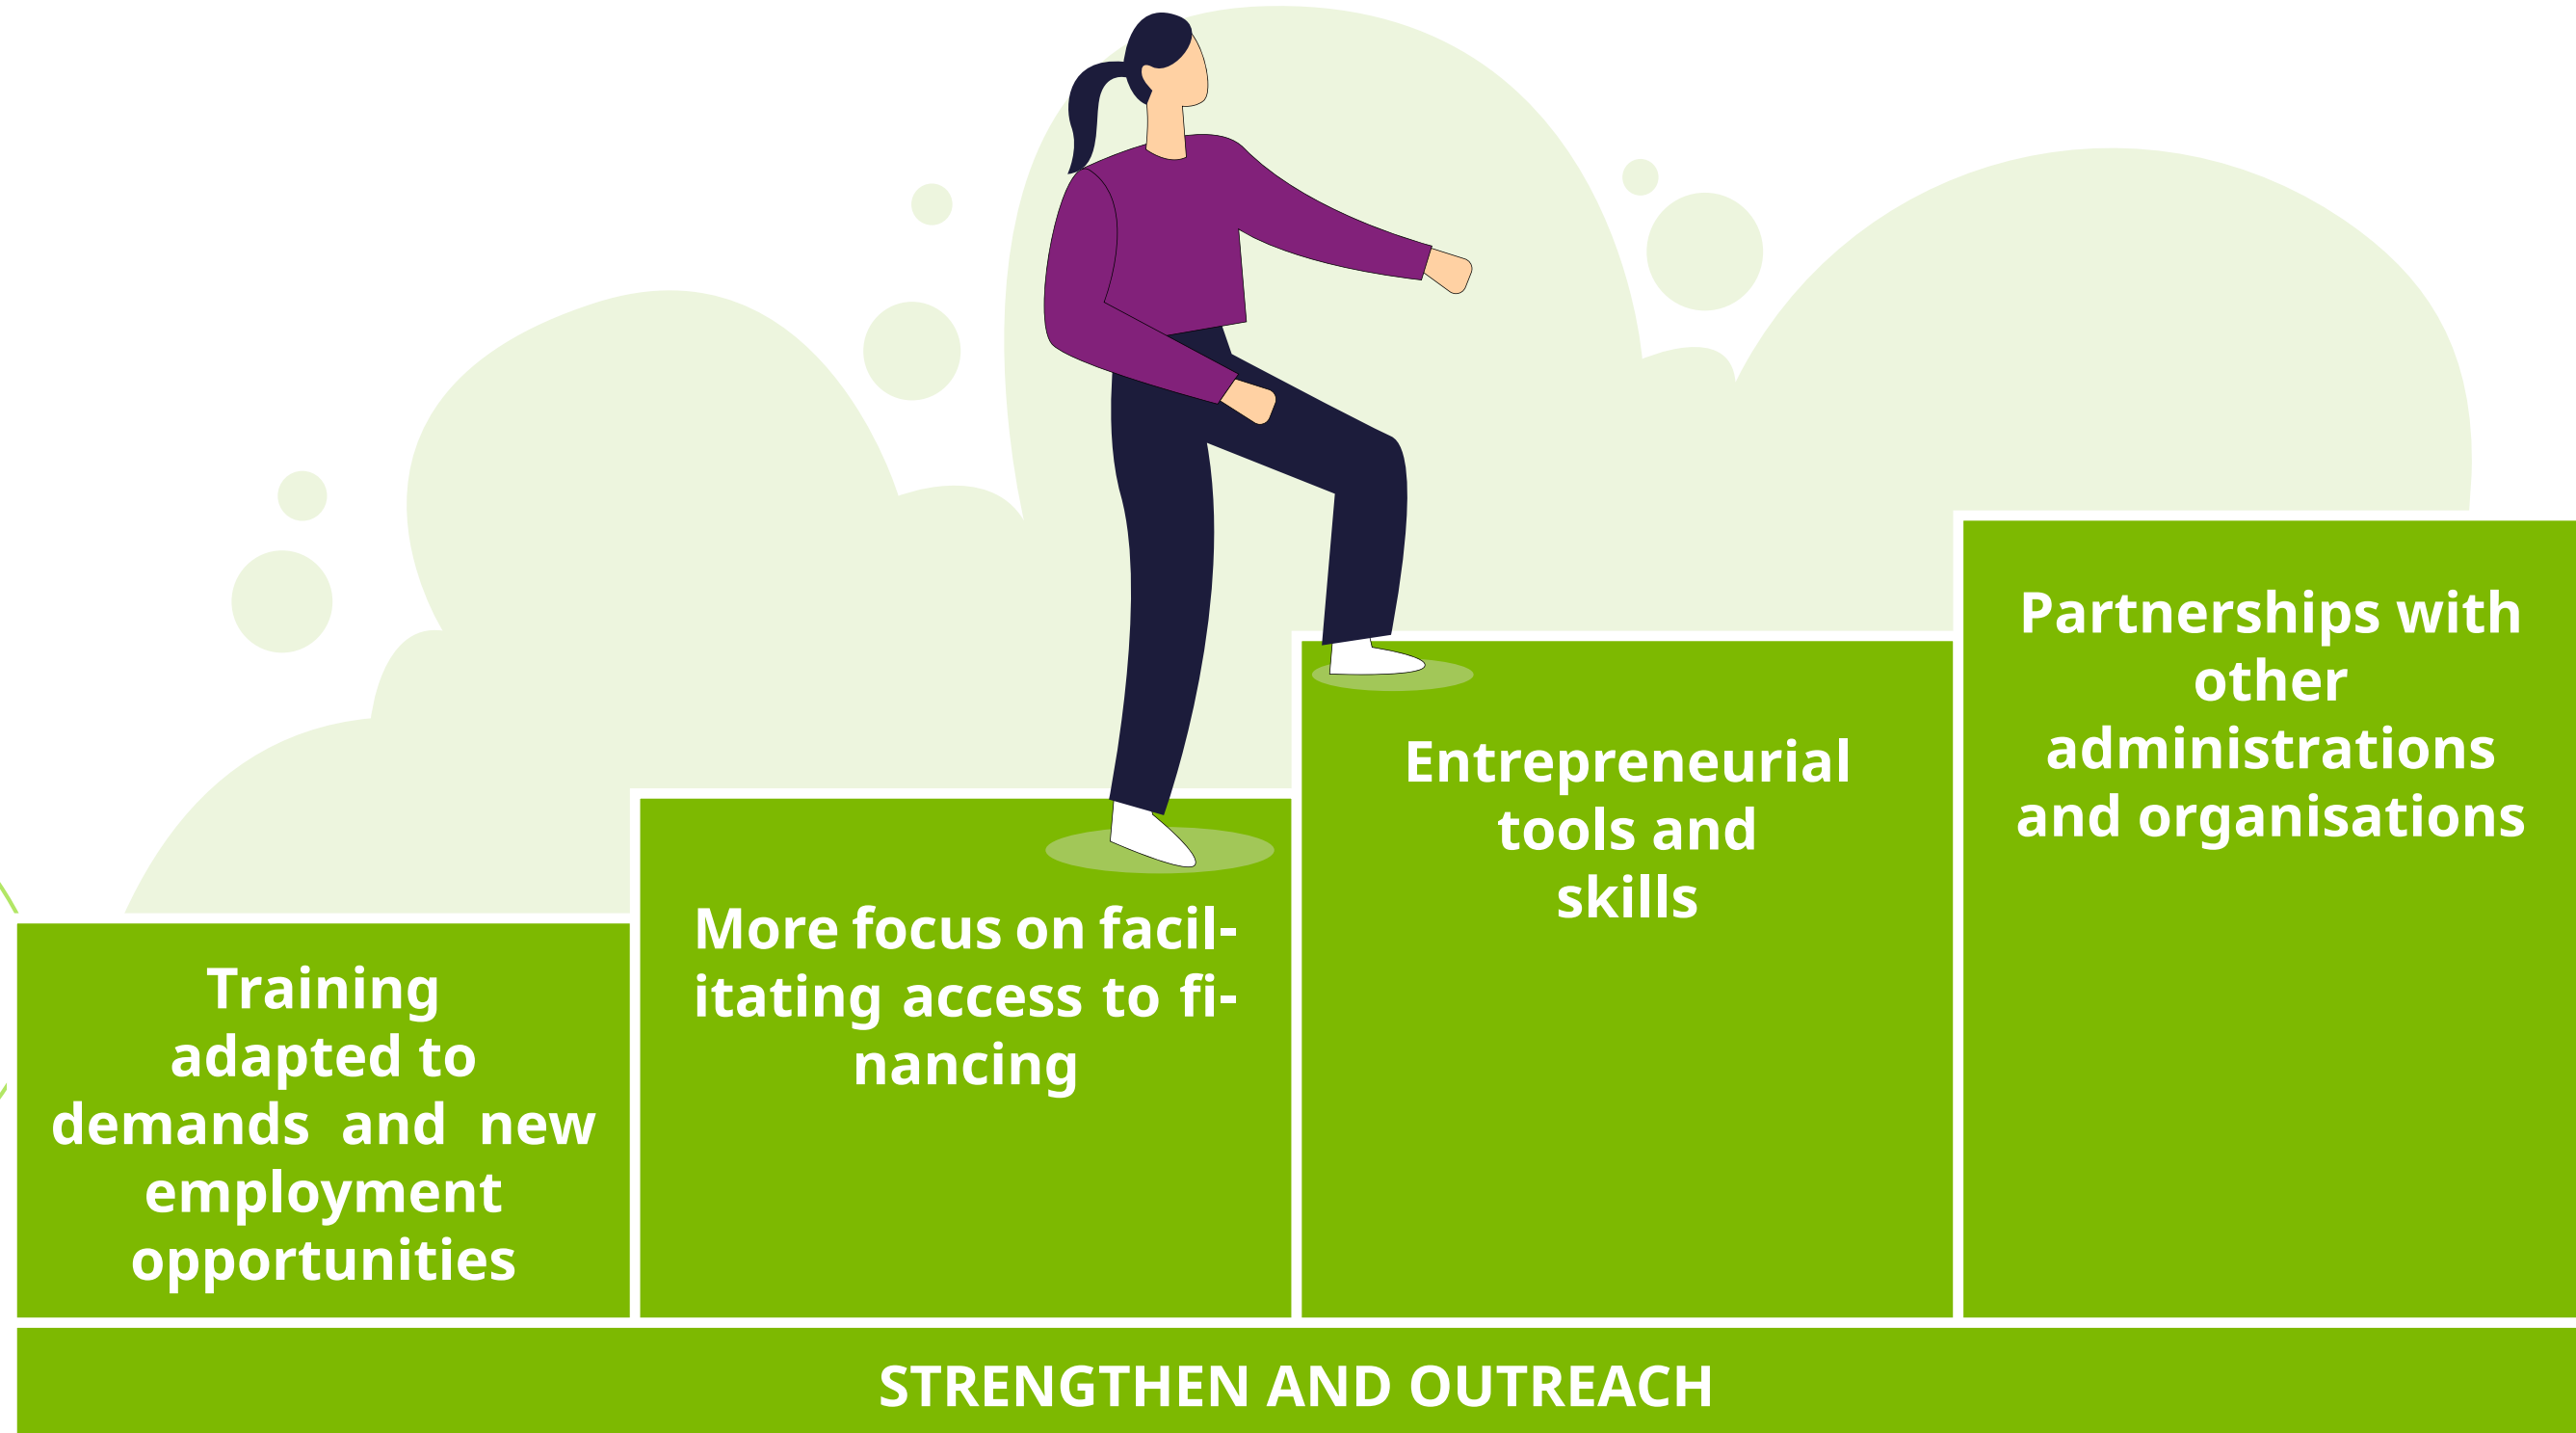 Training
adapted to
demands and new
employment
opportunities
More focus on facil-
itating access to fi-
nancing
Entrepreneurial
tools and
skills
Partnerships with
other
administrations
and organisations
STRENGTHEN AND OUTREACH